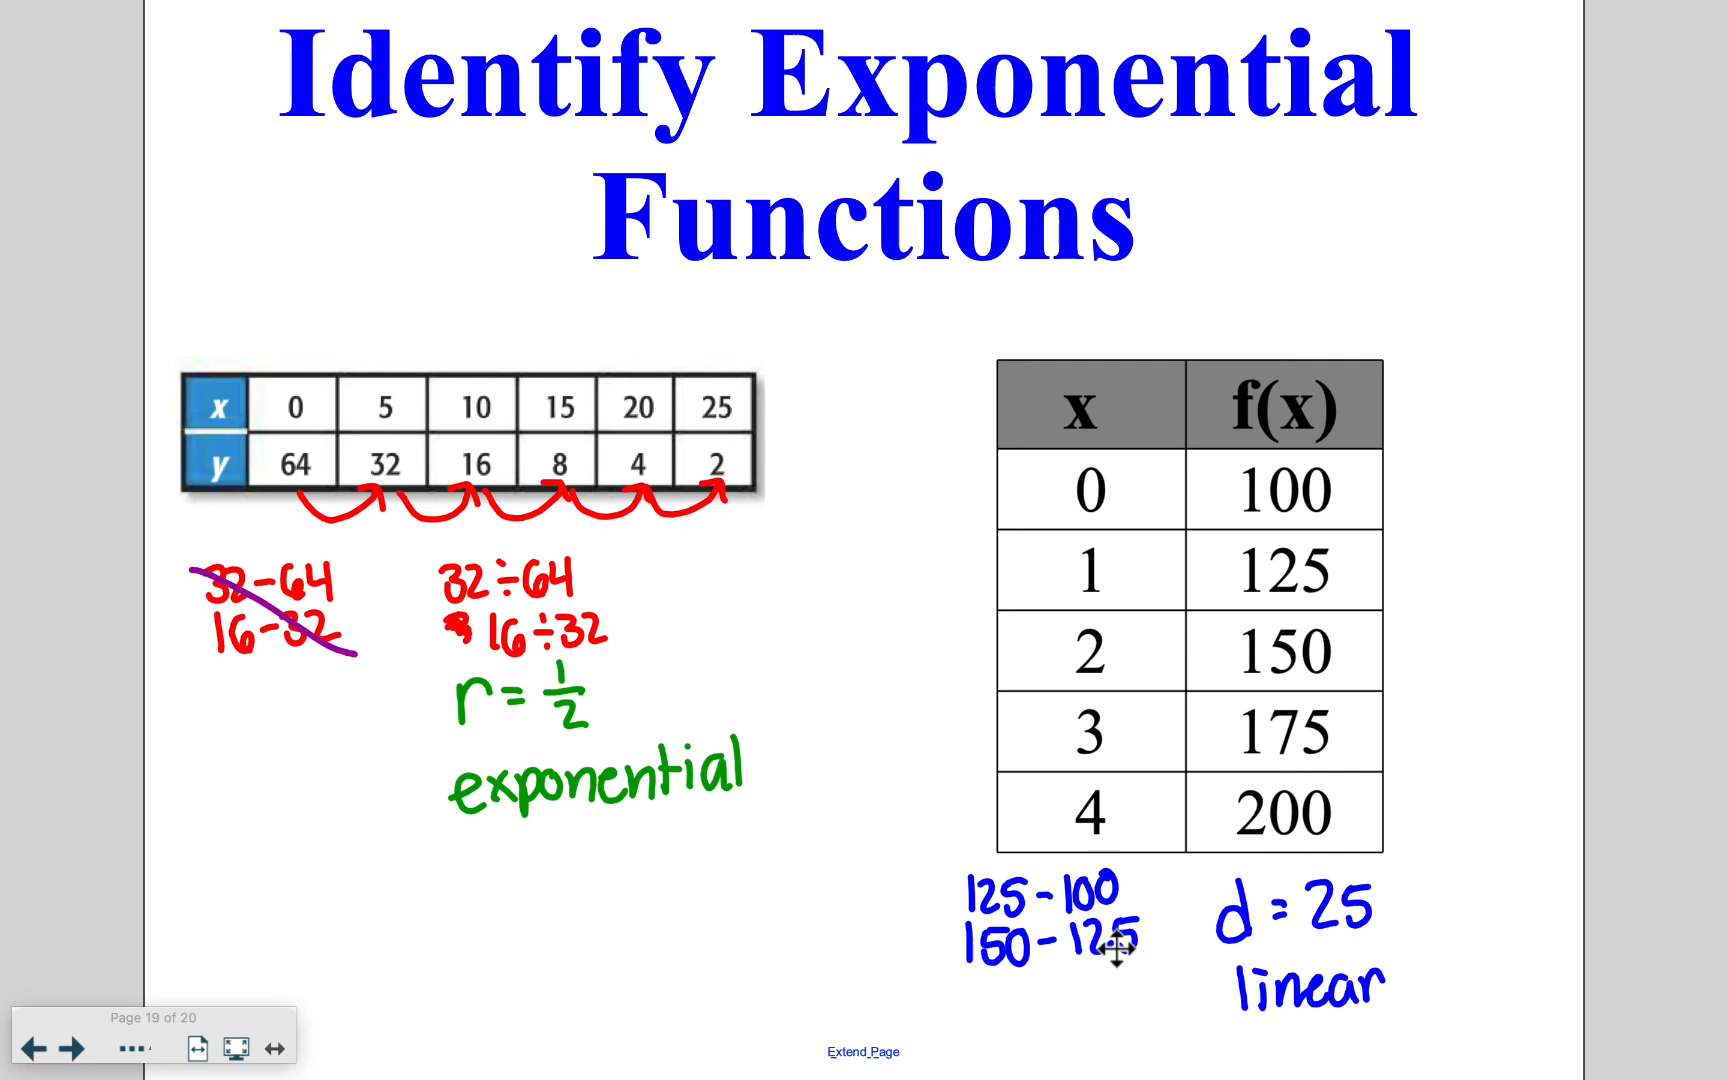 Identify Exponential
Functions
x 0 5 10 15 20 25
y 64 32 16 8 4 2
32-64
16-32
32÷64
16÷32
r = 1/2
exponential
x f(x)
0 100
1 125
2 150
3 175
4 200
125-100
150-125
d = 25
linear
Page 19 of 20
Extend Page